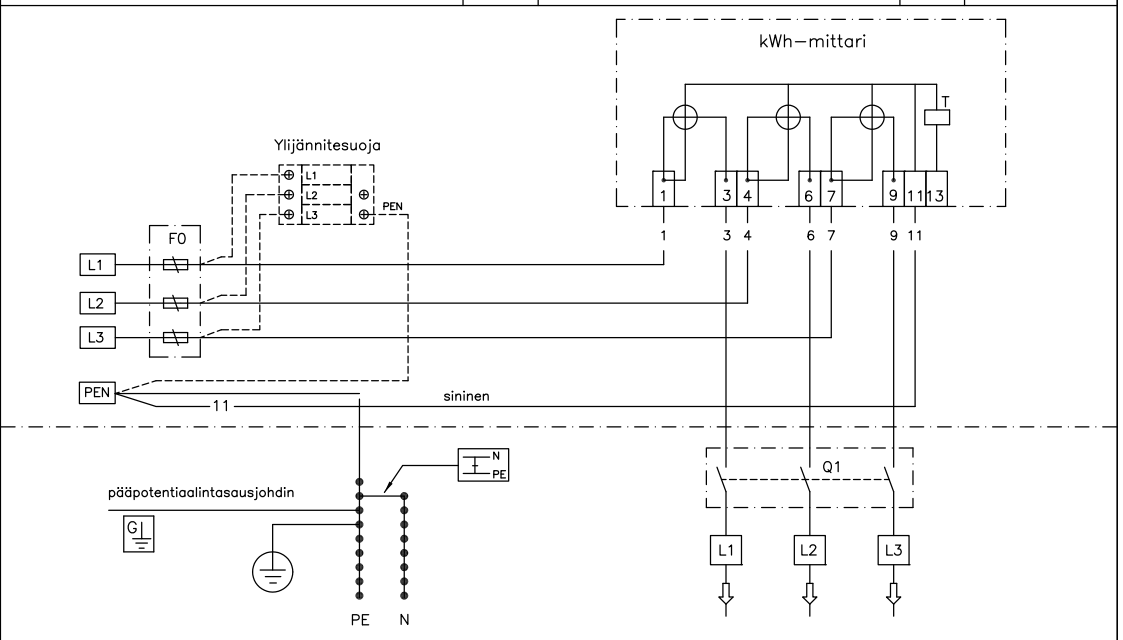 kWh-mittari
T
Ylijännitesuoja
L1
L2
L3
PEN
1 3 4 6 7 9 11 13
1 3 4 6 7 9 11
F0
L1
L2
L3
PEN
11
sininen
N
PE
Q1
pääpotentiaalintasausjohdin
G
L1 L2 L3
PE N